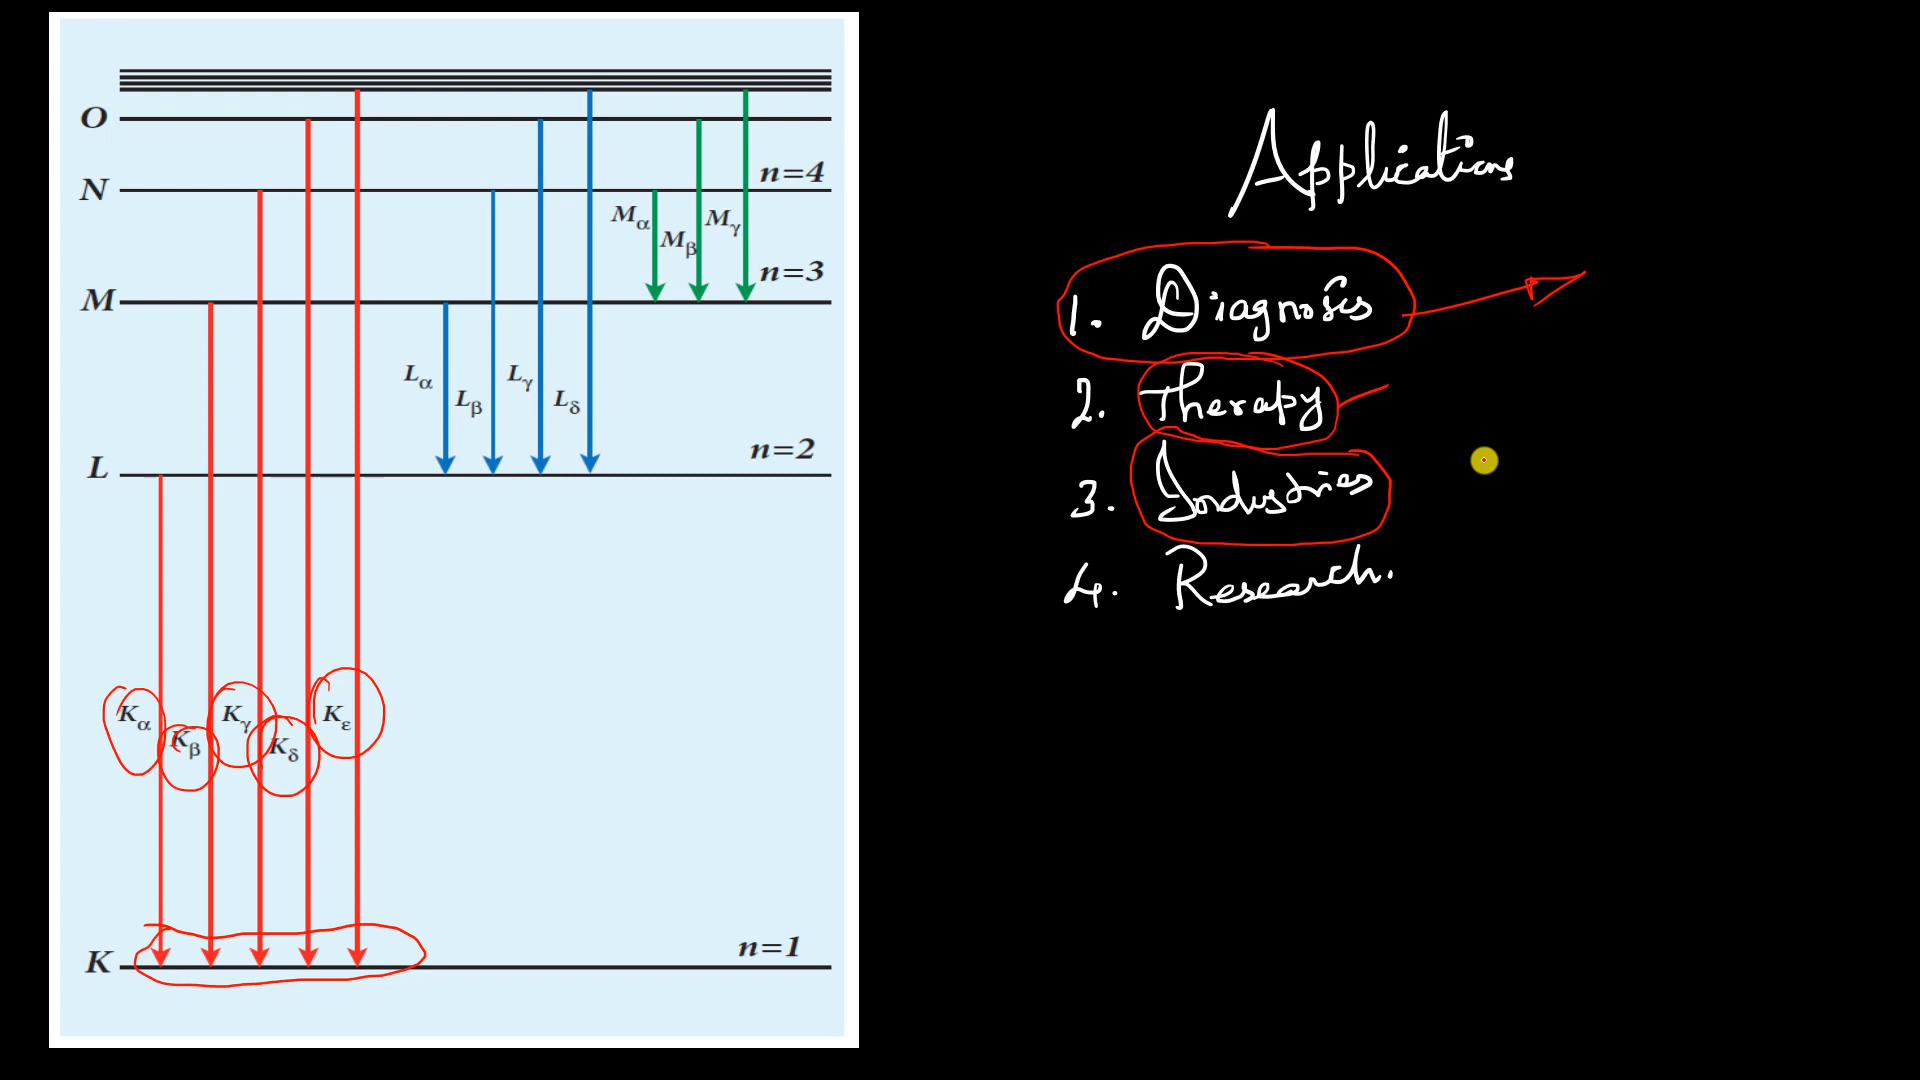 O
N n=4
Mα Mβ Mγ
M n=3
Lα Lβ Lγ Lδ
L n=2
Kα Kβ Kγ Kδ Kε
K n=1
Applications
1. Diagnosis
2. Therapy
3. Industries
4. Research.